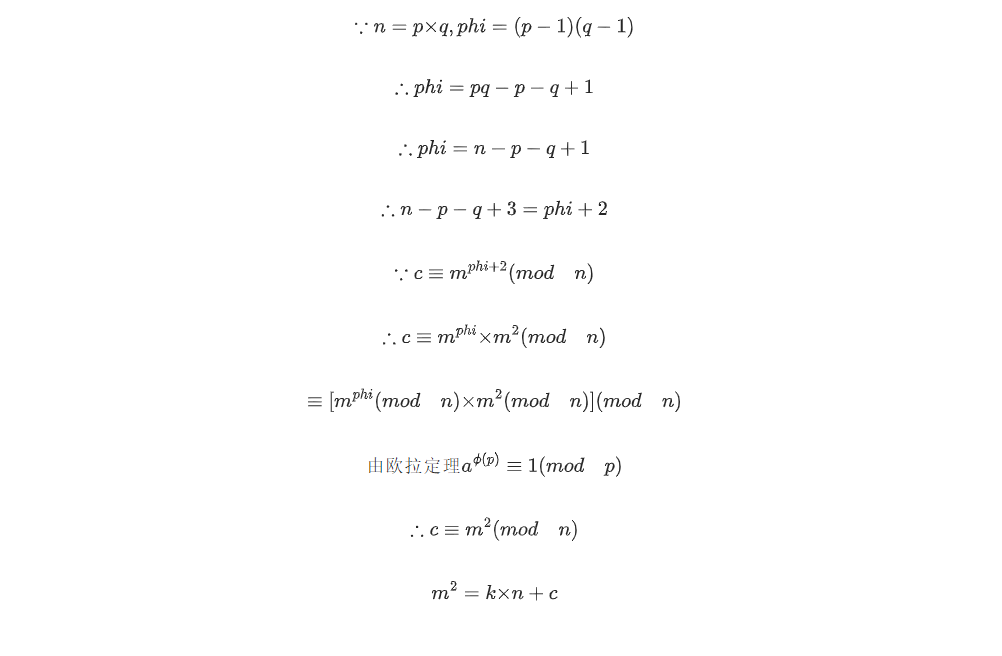 ∵ n = p×q, phi = (p − 1)(q − 1)
∴ phi = pq − p − q + 1
∴ phi = n − p − q + 1
∴ n − p − q + 3 = phi + 2
∵ c ≡ m^{phi+2}(mod n)
∴ c ≡ m^{phi}×m^{2}(mod n)
≡ [m^{phi}(mod n)×m^{2}(mod n)](mod n)
由欧拉定理a^{ϕ(p)} ≡ 1(mod p)
∴ c ≡ m^{2}(mod n)
m^{2} = k×n + c